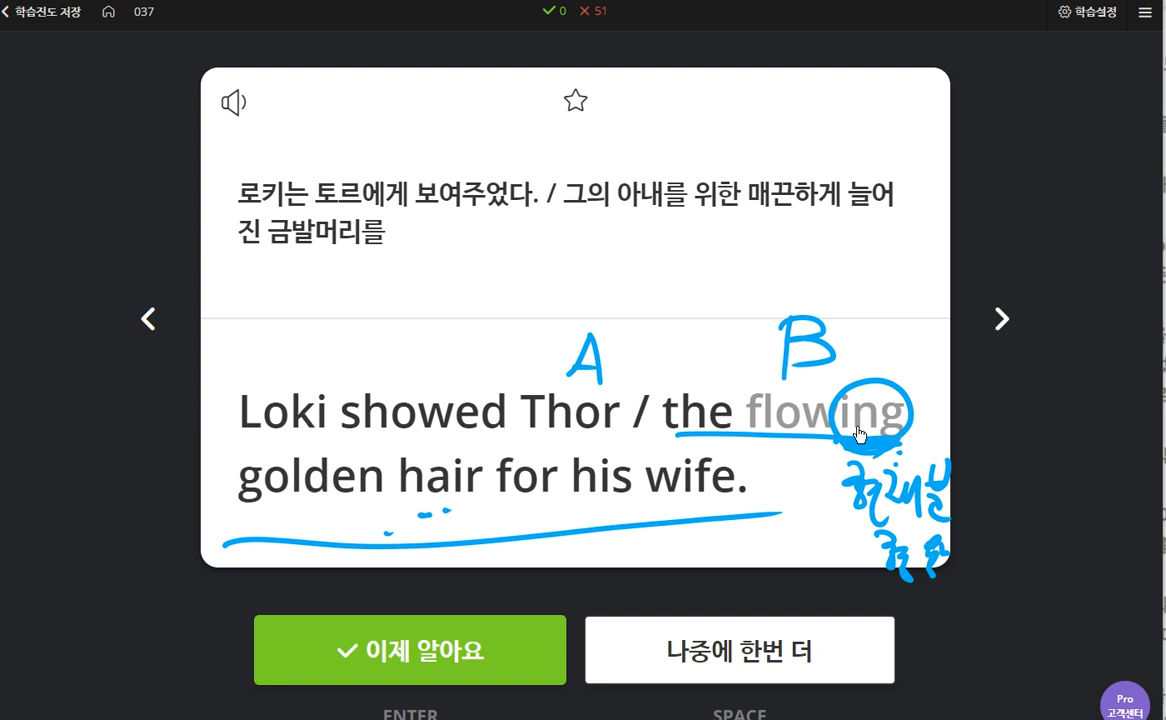 학습진도 저장
037
0
51
학습설정
로키는 토르에게 보여주었다. / 그의 아내를 위한 매끈하게 늘어
진 금발머리를
A
B
Loki showed Thor / the flowing
golden hair for his wife.
현재분
이제 알아요
나중에 한번 더
ENTER
SPACE
Pro
고객센터